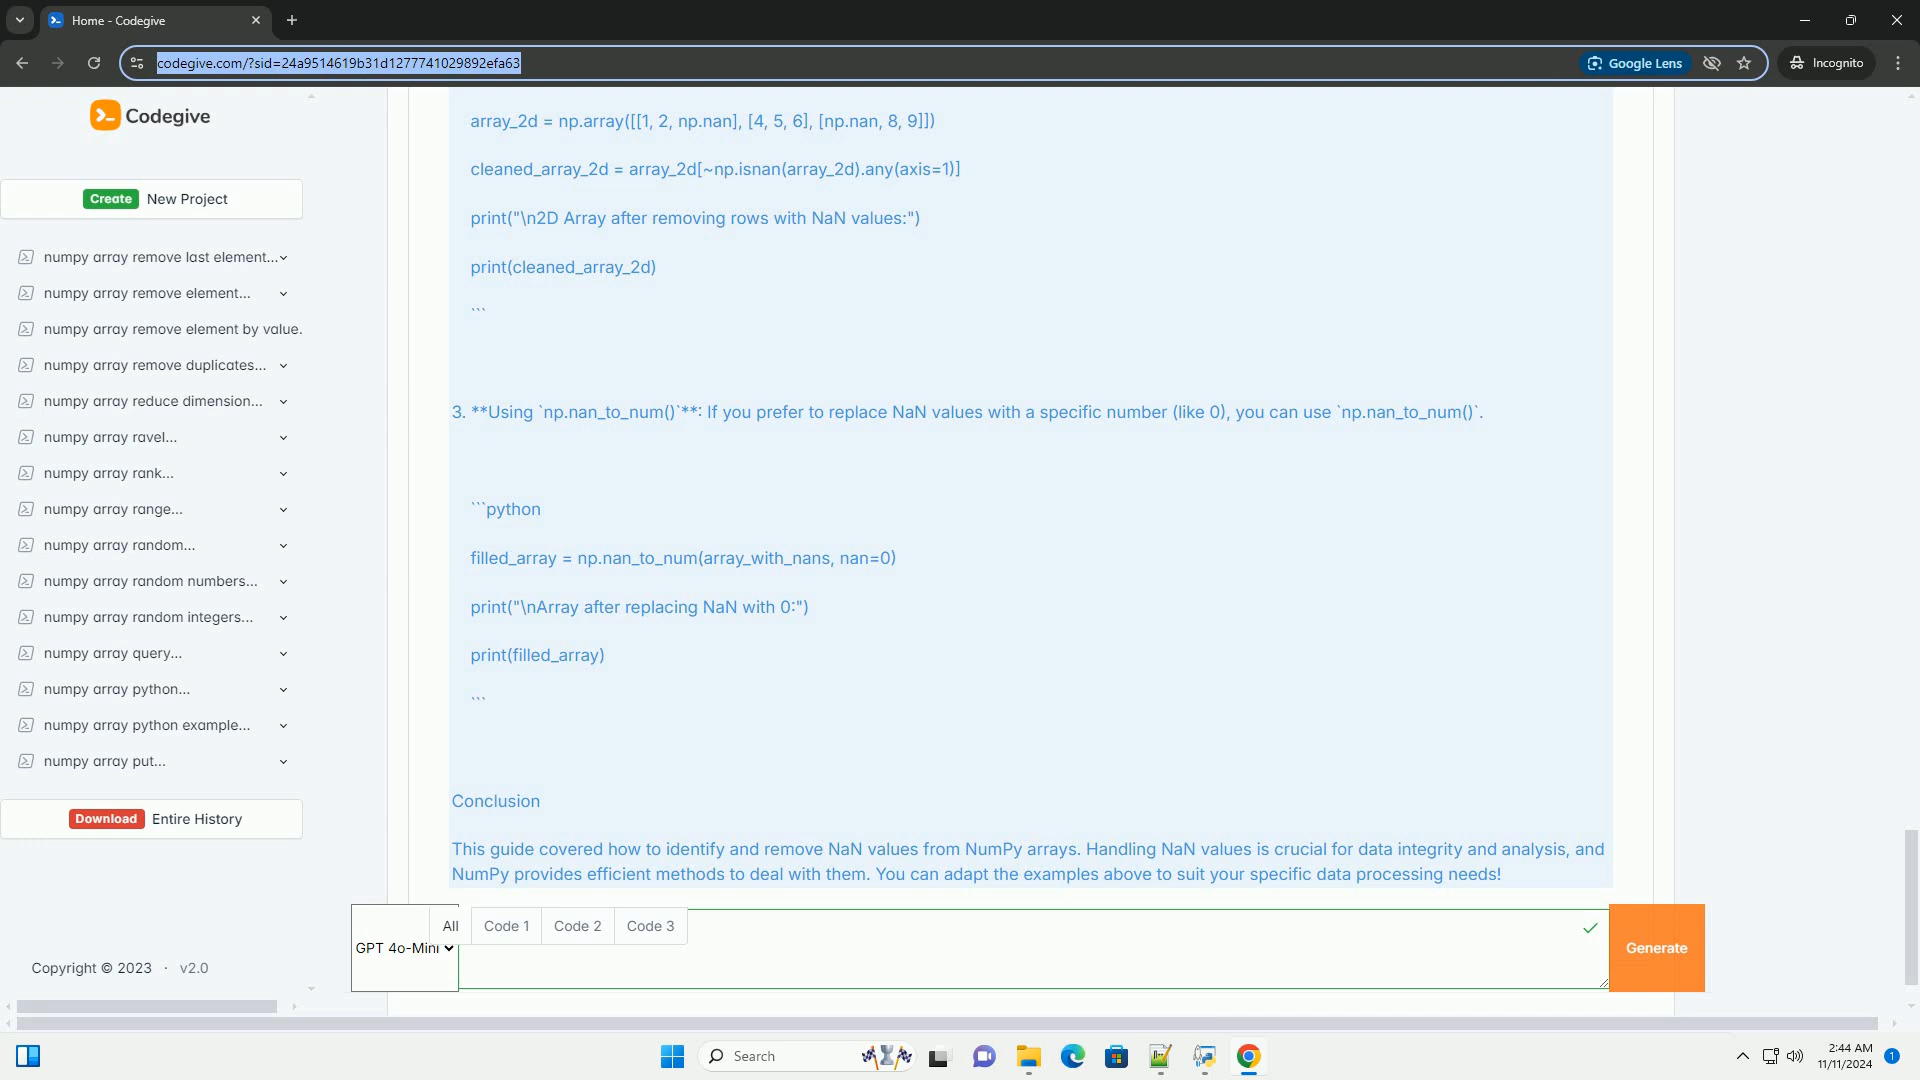 Home - Codegive
codegive.com/?sid=24a9514619b31d1277741029892efa63
Google Lens
Incognito
Codegive
Create New Project
numpy array remove last element...
numpy array remove element...
numpy array remove element by value.
numpy array remove duplicates...
numpy array reduce dimension...
numpy array ravel...
numpy array rank...
numpy array range...
numpy array random...
numpy array random numbers...
numpy array random integers...
numpy array query...
numpy array python...
numpy array python example...
numpy array put...
Download Entire History
Copyright © 2023 · v2.0
array_2d = np.array([[1, 2, np.nan], [4, 5, 6], [np.nan, 8, 9]])
cleaned_array_2d = array_2d[~np.isnan(array_2d).any(axis=1)]
print("\n2D Array after removing rows with NaN values:")
print(cleaned_array_2d)
```
3. **Using `np.nan_to_num()`**: If you prefer to replace NaN values with a specific number (like 0), you can use `np.nan_to_num()`.
```python
filled_array = np.nan_to_num(array_with_nans, nan=0)
print("\nArray after replacing NaN with 0:")
print(filled_array)
```
Conclusion
This guide covered how to identify and remove NaN values from NumPy arrays. Handling NaN values is crucial for data integrity and analysis, and
NumPy provides efficient methods to deal with them. You can adapt the examples above to suit your specific data processing needs!
All Code 1 Code 2 Code 3
GPT 4o-Mini
Generate
Search
2:44 AM
11/11/2024
1